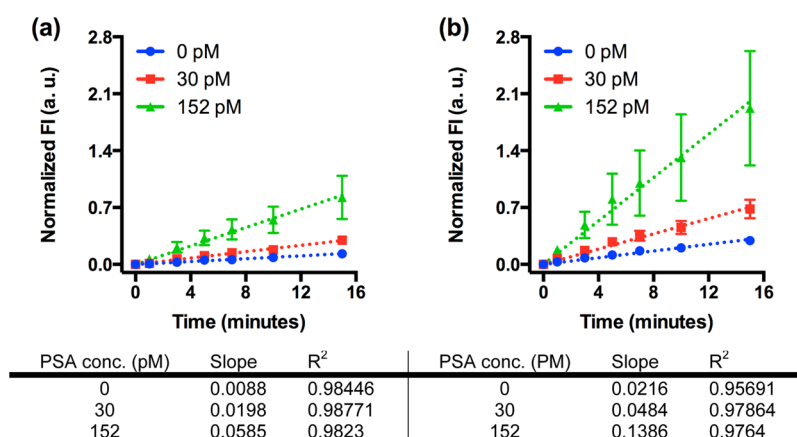 (a)
2.8
2.1
1.4
0.7
0.0
Normalized FI (a. u.)
0 pM
30 pM
152 pM
0 4 8 12 16
Time (minutes)
(b)
2.8
2.1
1.4
0.7
0.0
Normalized FI (a. u.)
0 pM
30 pM
152 pM
0 4 8 12 16
Time (minutes)
PSA conc. (pM) Slope R² PSA conc. (PM) Slope R²
0 0.0088 0.98446 0 0.0216 0.95691
30 0.0198 0.98771 30 0.0484 0.97864
152 0.0585 0.9823 152 0.1386 0.9764